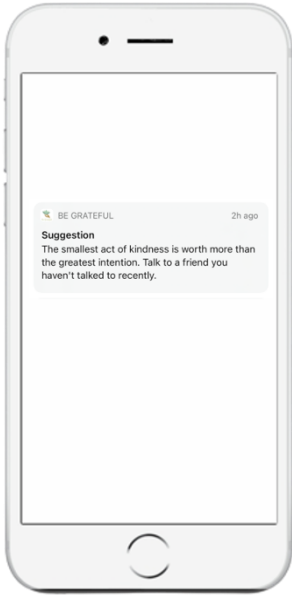 BE GRATEFUL 2h ago
Suggestion
The smallest act of kindness is worth more than
the greatest intention. Talk to a friend you
haven't talked to recently.